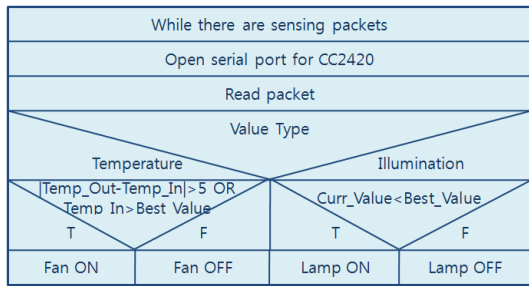 While there are sensing packets
Open serial port for CC2420
Read packet
Value Type
Temperature Illumination
|Temp_Out-Temp_In|>5 OR
Temp In>Best Value
Curr_Value<Best_Value
T F T F
Fan ON Fan OFF Lamp ON Lamp OFF